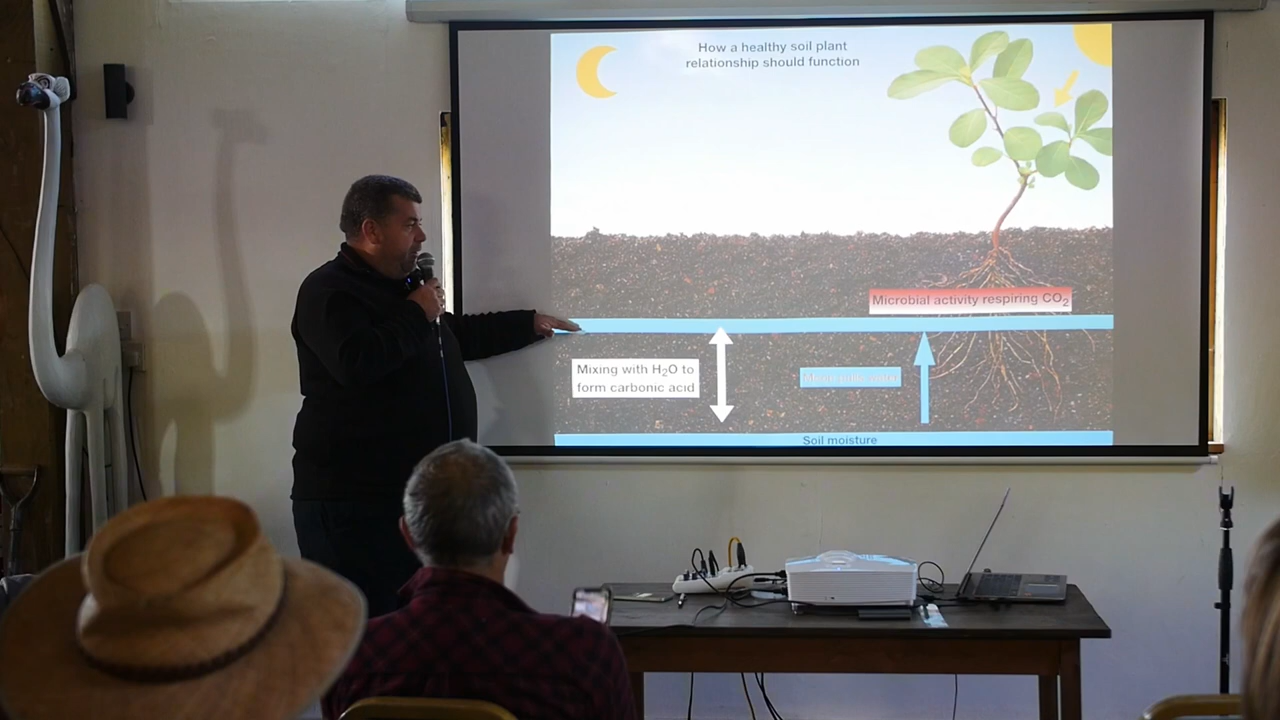 How a healthy soil plant
relationship should function
Microbial activity respiring CO₂
Mixing with H₂O to
form carbonic acid
Soil moisture